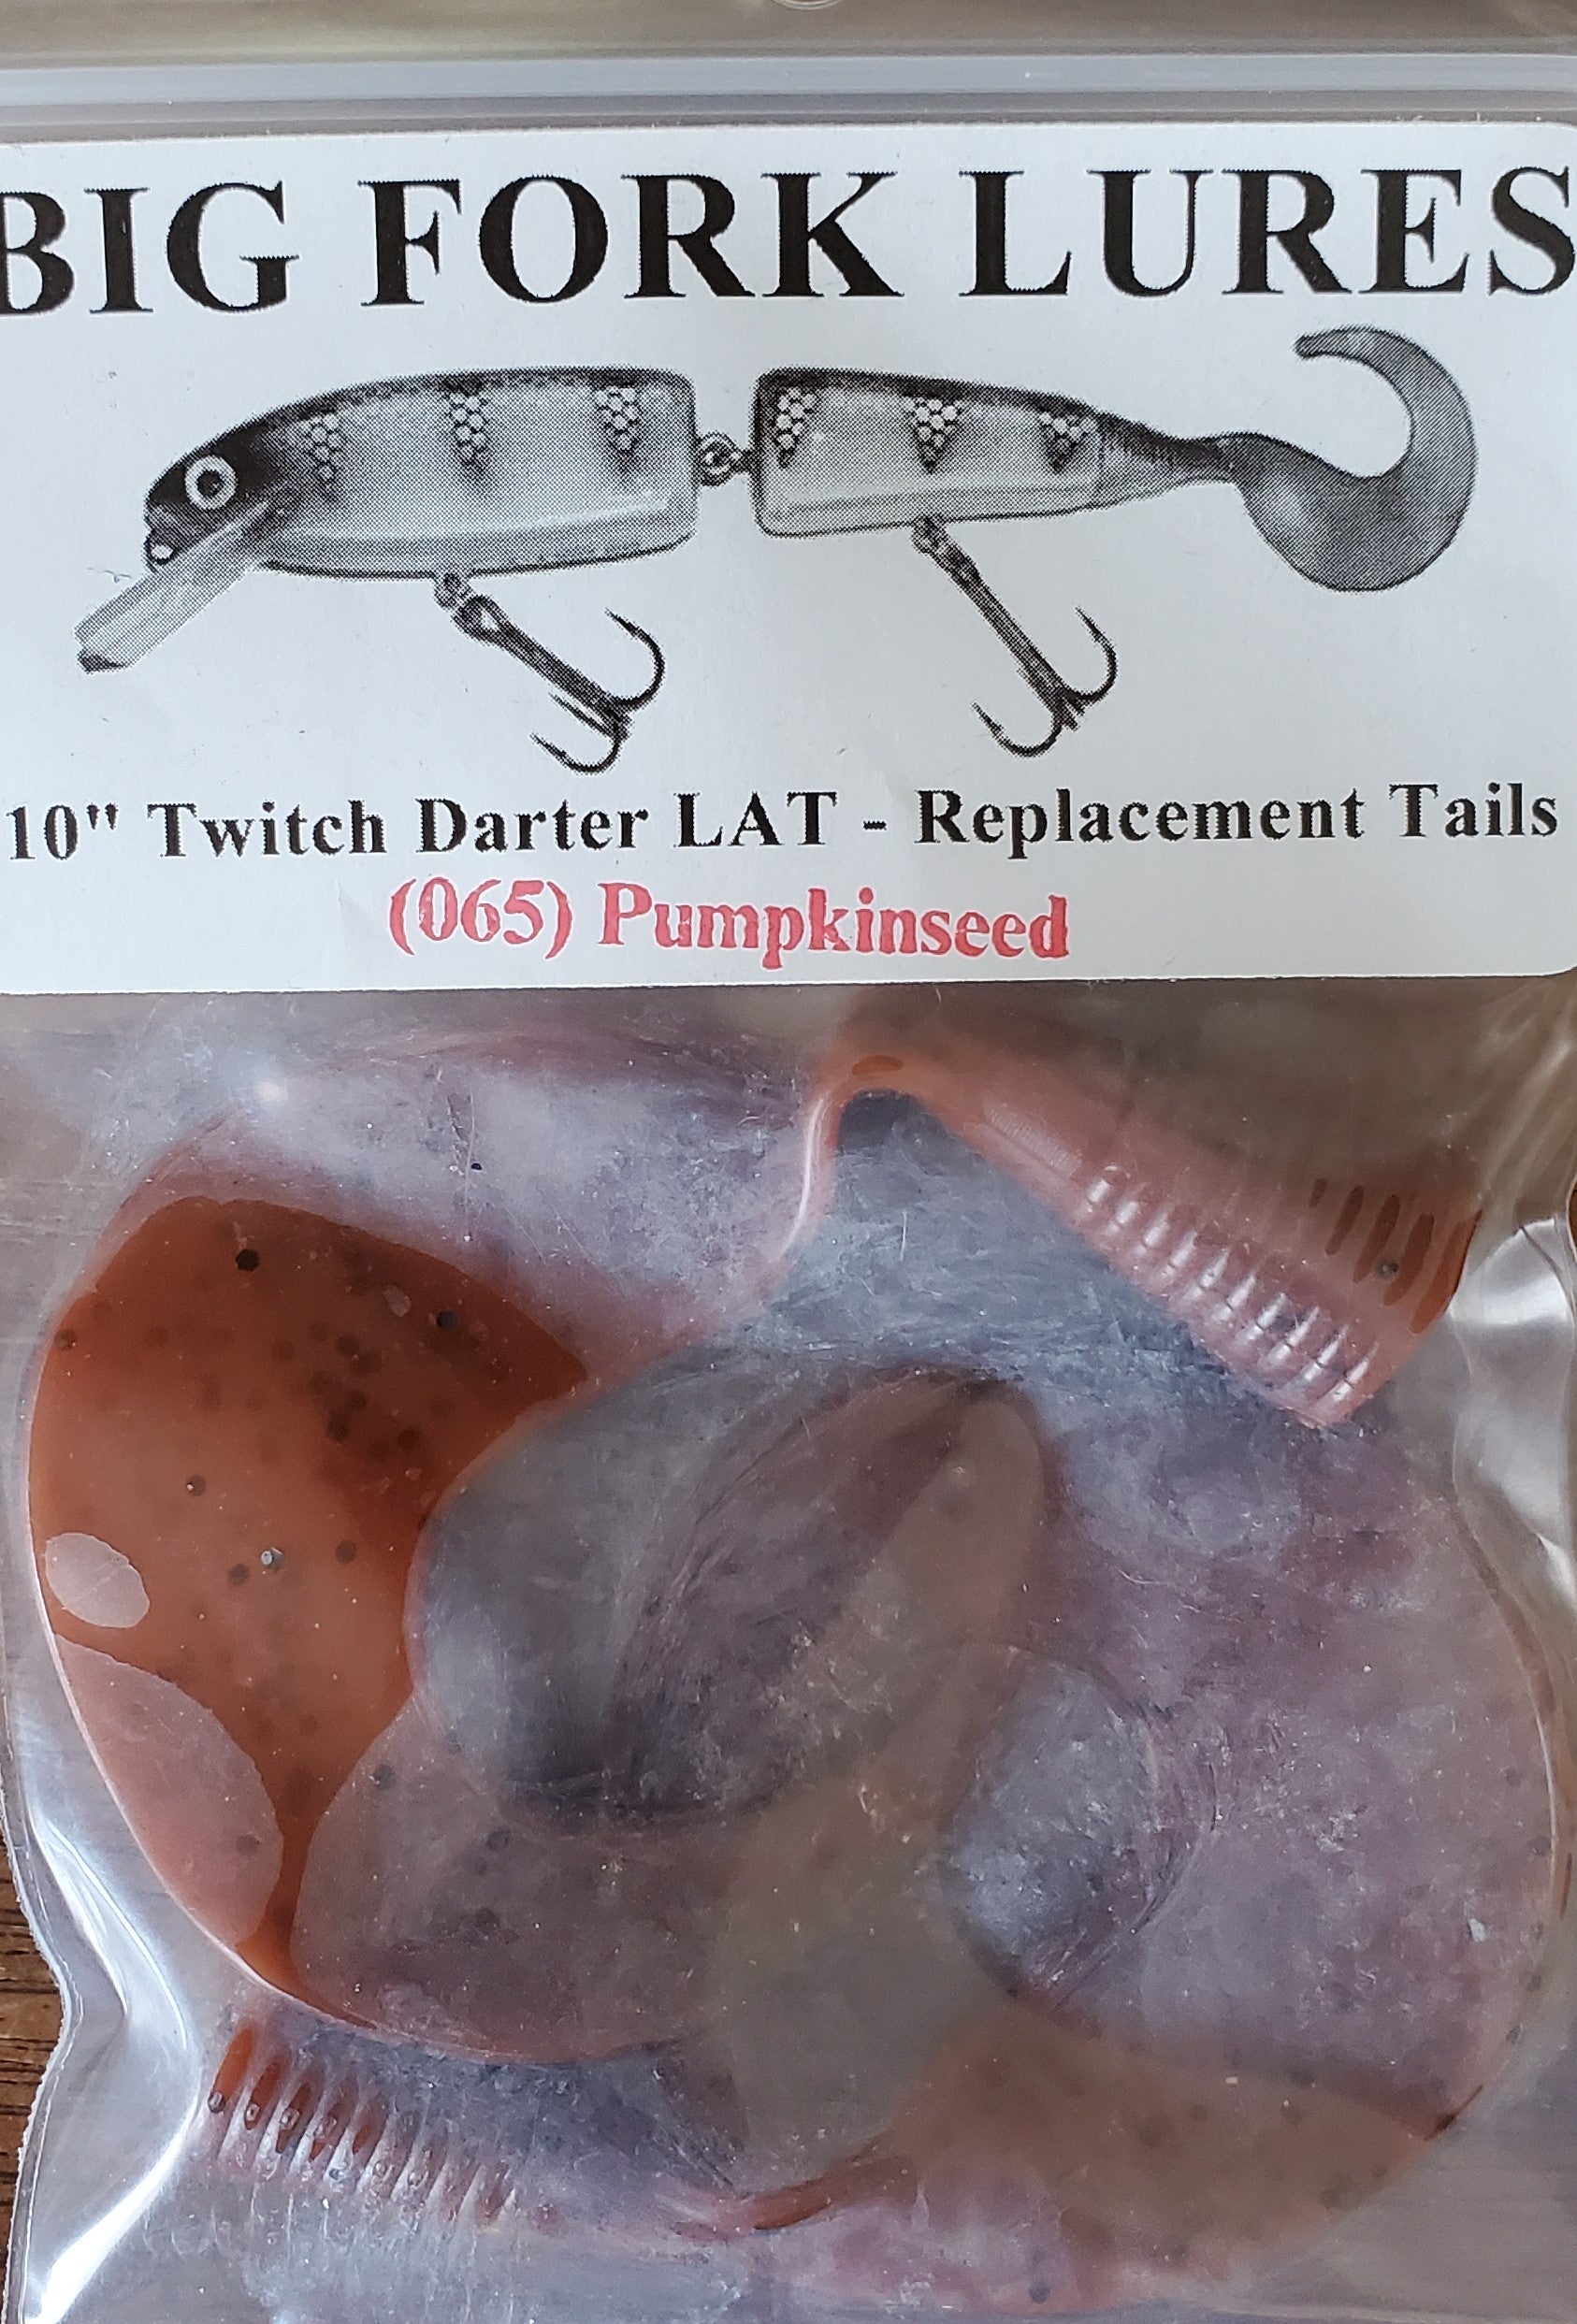 BIG FORK LURES
10" Twitch Darter LAT - Replacement Tails
(065) Pumpkinseed